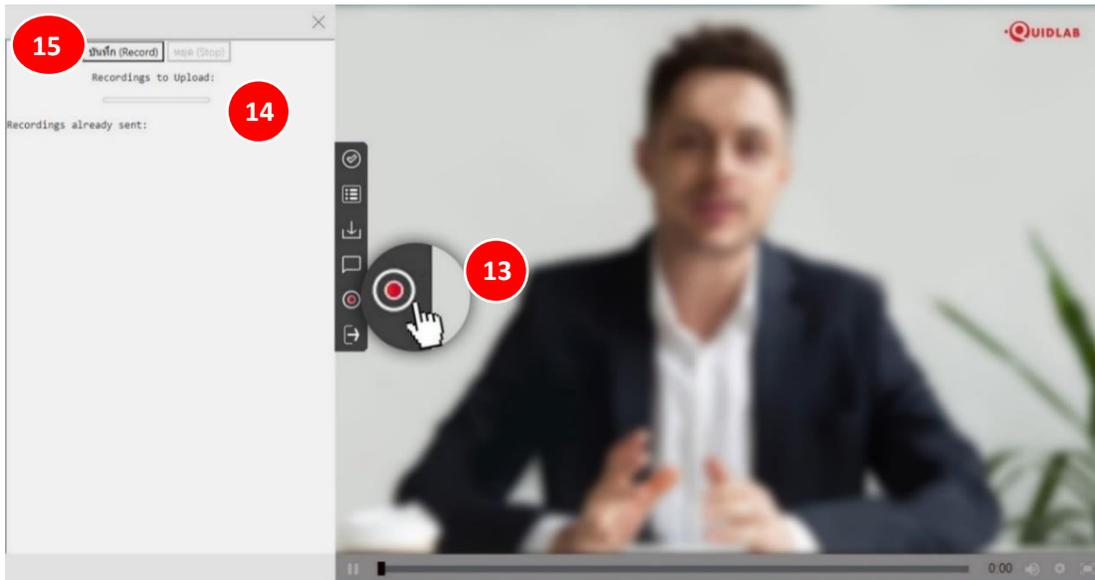 15
บันทึก (Record) หยุด (Stop)
Recordings to Upload:
14
Recordings already sent:
13
QUIDLAB
0:00